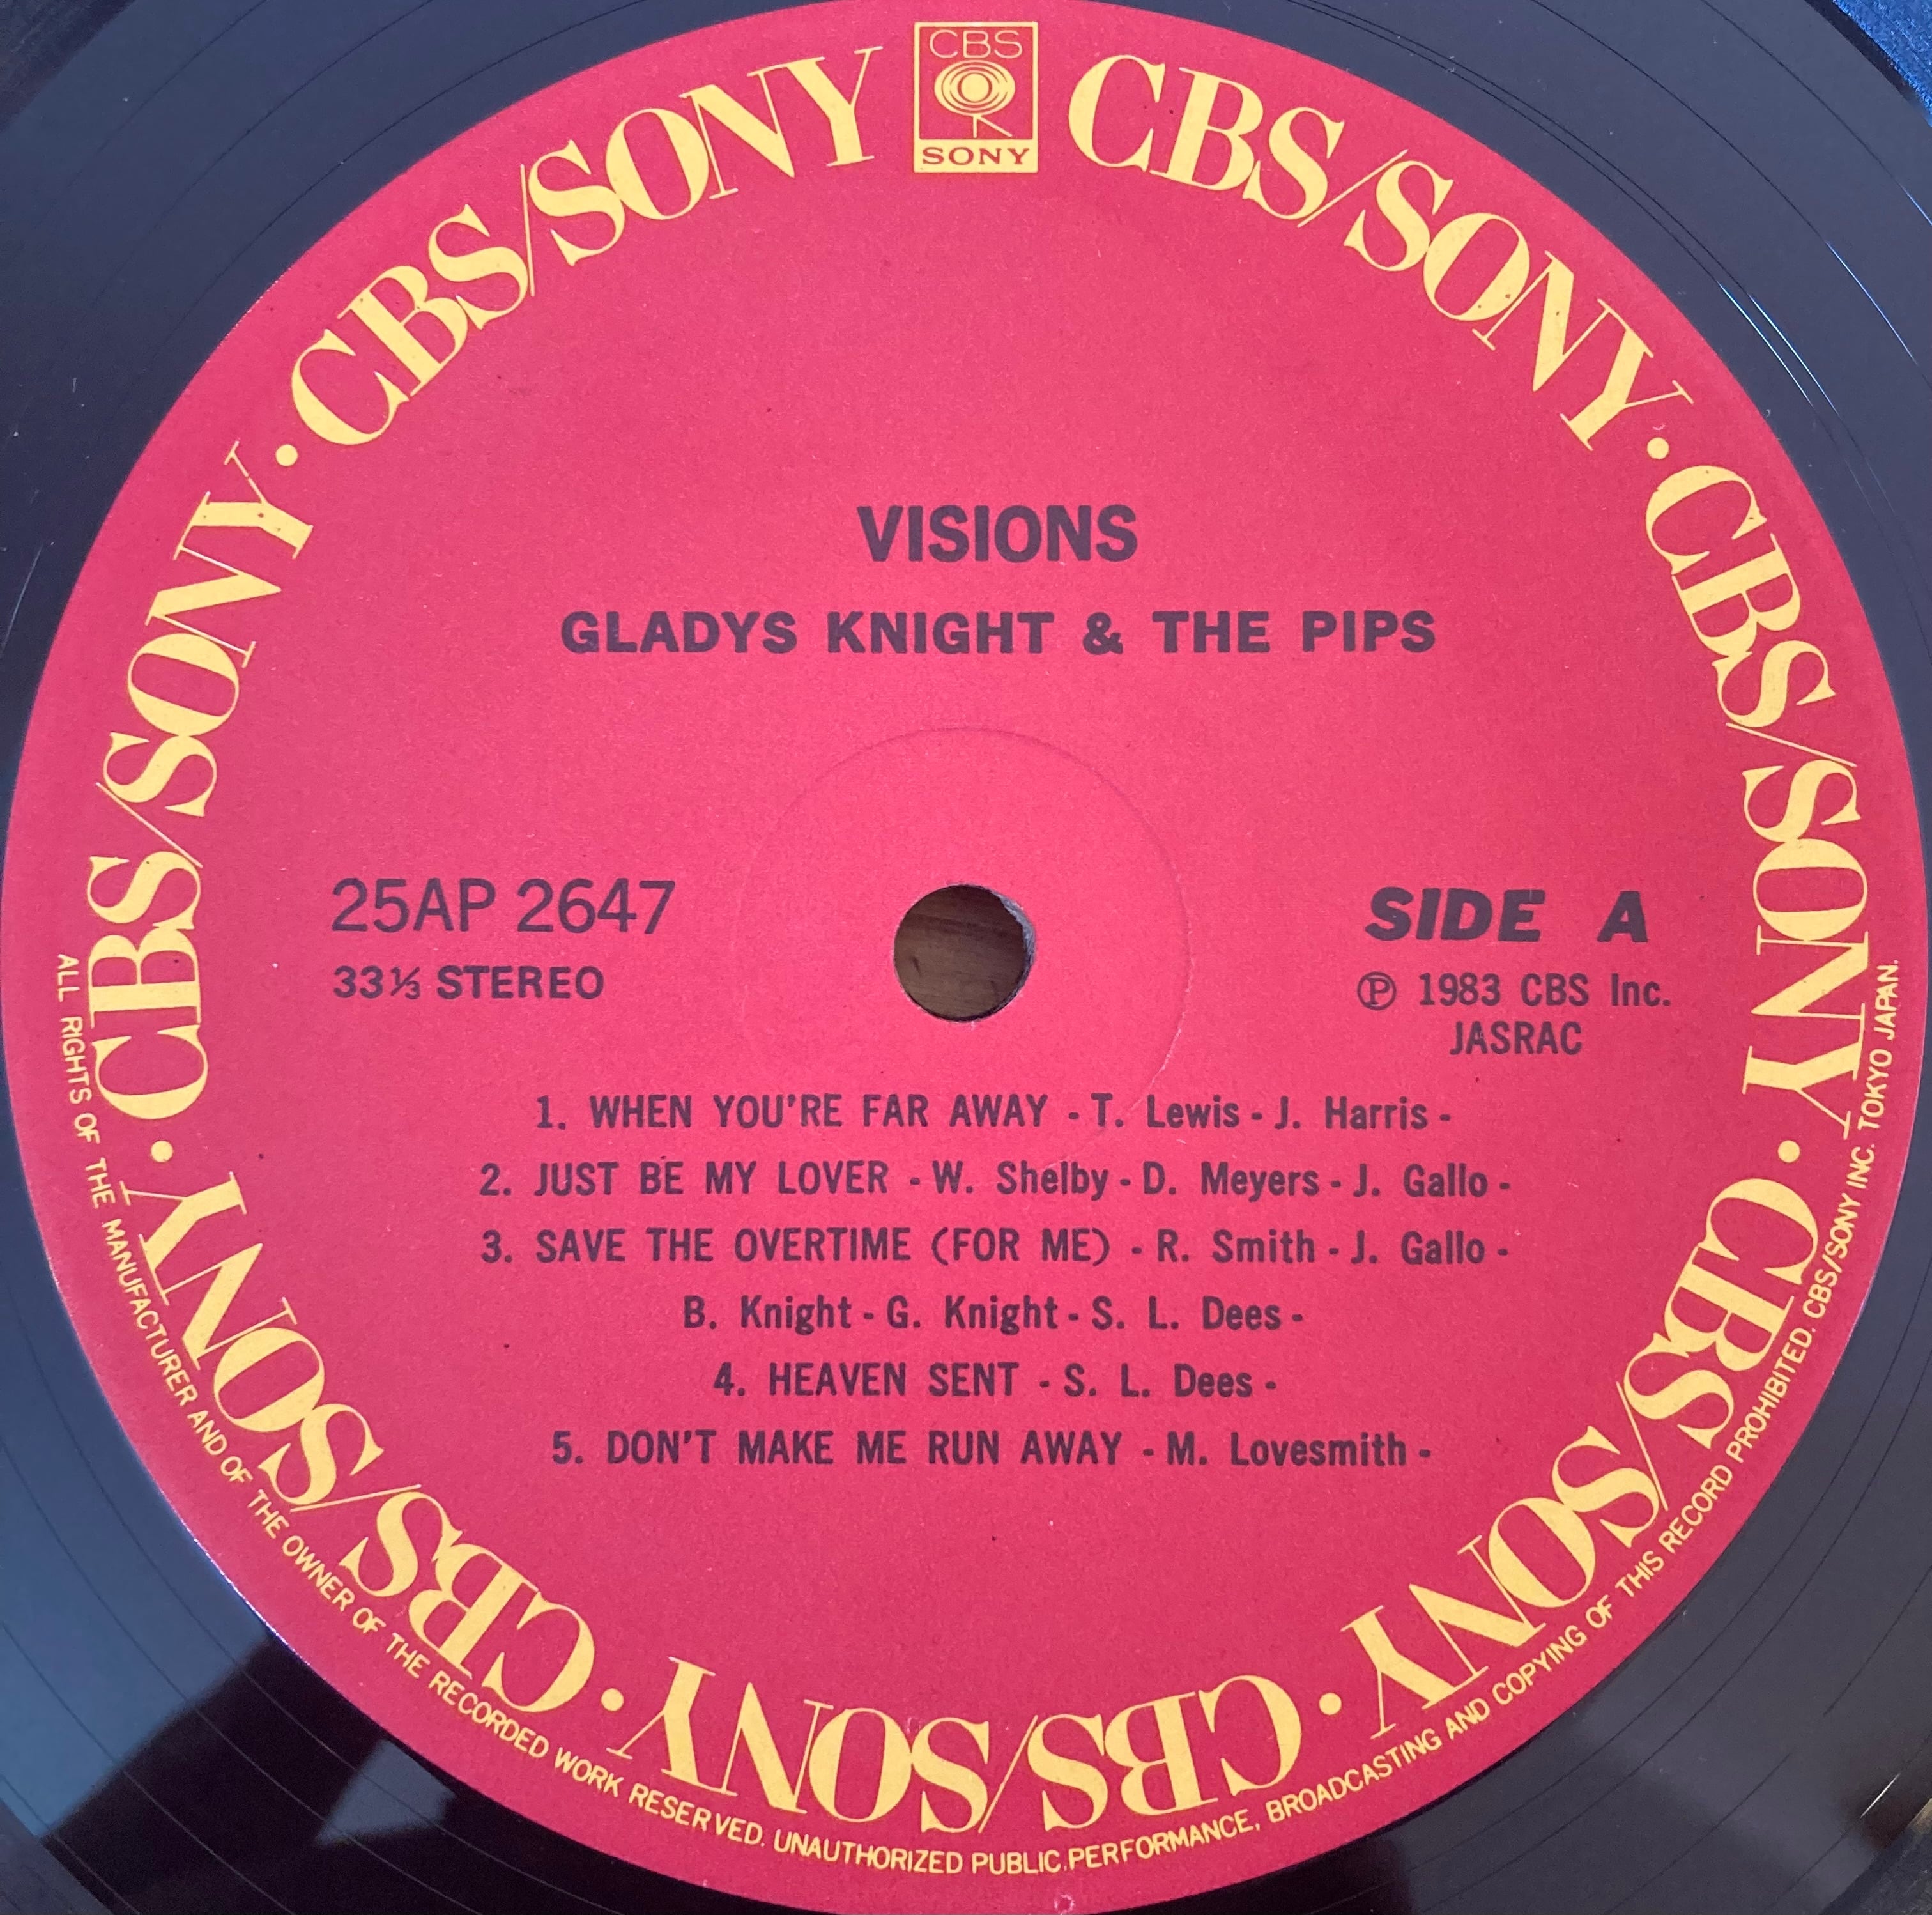 CBS
SONY
CBS/SONY · CBS/SONY · CBS/SONY · CBS/SONY · CBS/SONY · CBS/SONY · CBS/SONY
VISIONS
GLADYS KNIGHT & THE PIPS
25AP 2647
33⅓ STEREO
SIDE A
℗ 1983 CBS Inc.
JASRAC
1. WHEN YOU'RE FAR AWAY - T. Lewis - J. Harris -
2. JUST BE MY LOVER - W. Shelby - D. Meyers - J. Gallo -
3. SAVE THE OVERTIME (FOR ME) - R. Smith - J. Gallo -
B. Knight - G. Knight - S. L. Dees -
4. HEAVEN SENT - S. L. Dees -
5. DON'T MAKE ME RUN AWAY - M. Lovesmith -
ALL RIGHTS OF THE MANUFACTURER AND OF THE OWNER OF THE RECORDED WORK RESERVED. UNAUTHORIZED PUBLIC.PERFORMANCE, BROADCASTING AND COPYING OF THIS RECORD PROHIBITED. CBS/SONY INC. TOKYO JAPAN.